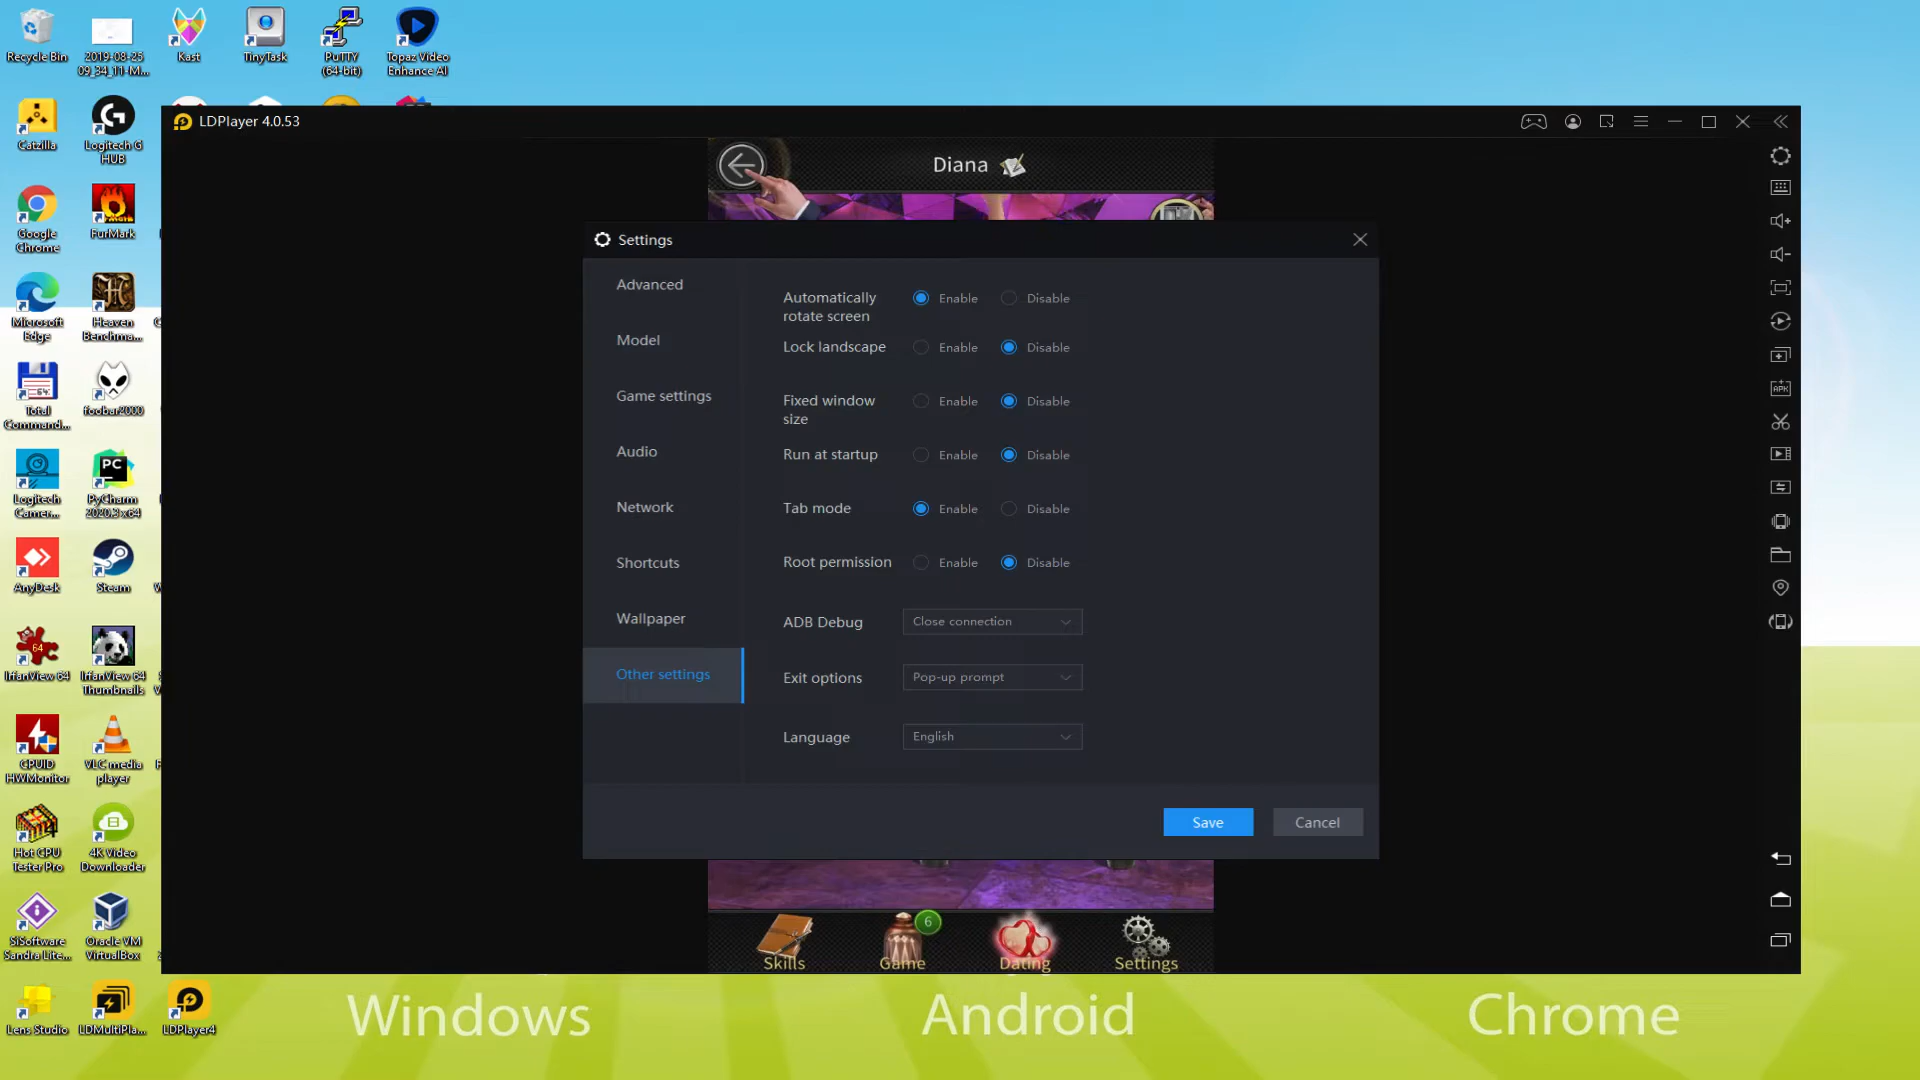 Recycle Bin
2019-08-25
09_34_11-M...
Kast
TinyTask
PuTTY
(64-bit)
Topaz Video
Enhance AI
Catzilla
Logitech G
HUB
Google
Chrome
FurMark
Microsoft
Edge
Heaven
Benchma...
Total
Command...
foobar2000
Logitech
Camer...
PyCharm
2020.3 x64
AnyDesk
Steam
IrfanView 64
IrfanView 64
Thumbnails
CPUID
HWMonitor
VLC media
player
Hot CPU
Tester Pro
4K Video
Downloader
SiSoftware
Sandra Lite...
Oracle VM
VirtualBox
Lens Studio
LDMultiPla...
LDPlayer4
LDPlayer 4.0.53
Diana
Settings
Advanced
Model
Game settings
Audio
Network
Shortcuts
Wallpaper
Other settings
Automatically
rotate screen
Enable Disable
Lock landscape Enable Disable
Fixed window
size
Enable Disable
Run at startup Enable Disable
Tab mode Enable Disable
Root permission Enable Disable
ADB Debug Close connection
Exit options Pop-up prompt
Language English
Save Cancel
6
Skills Game Dating Settings
Windows Android Chrome